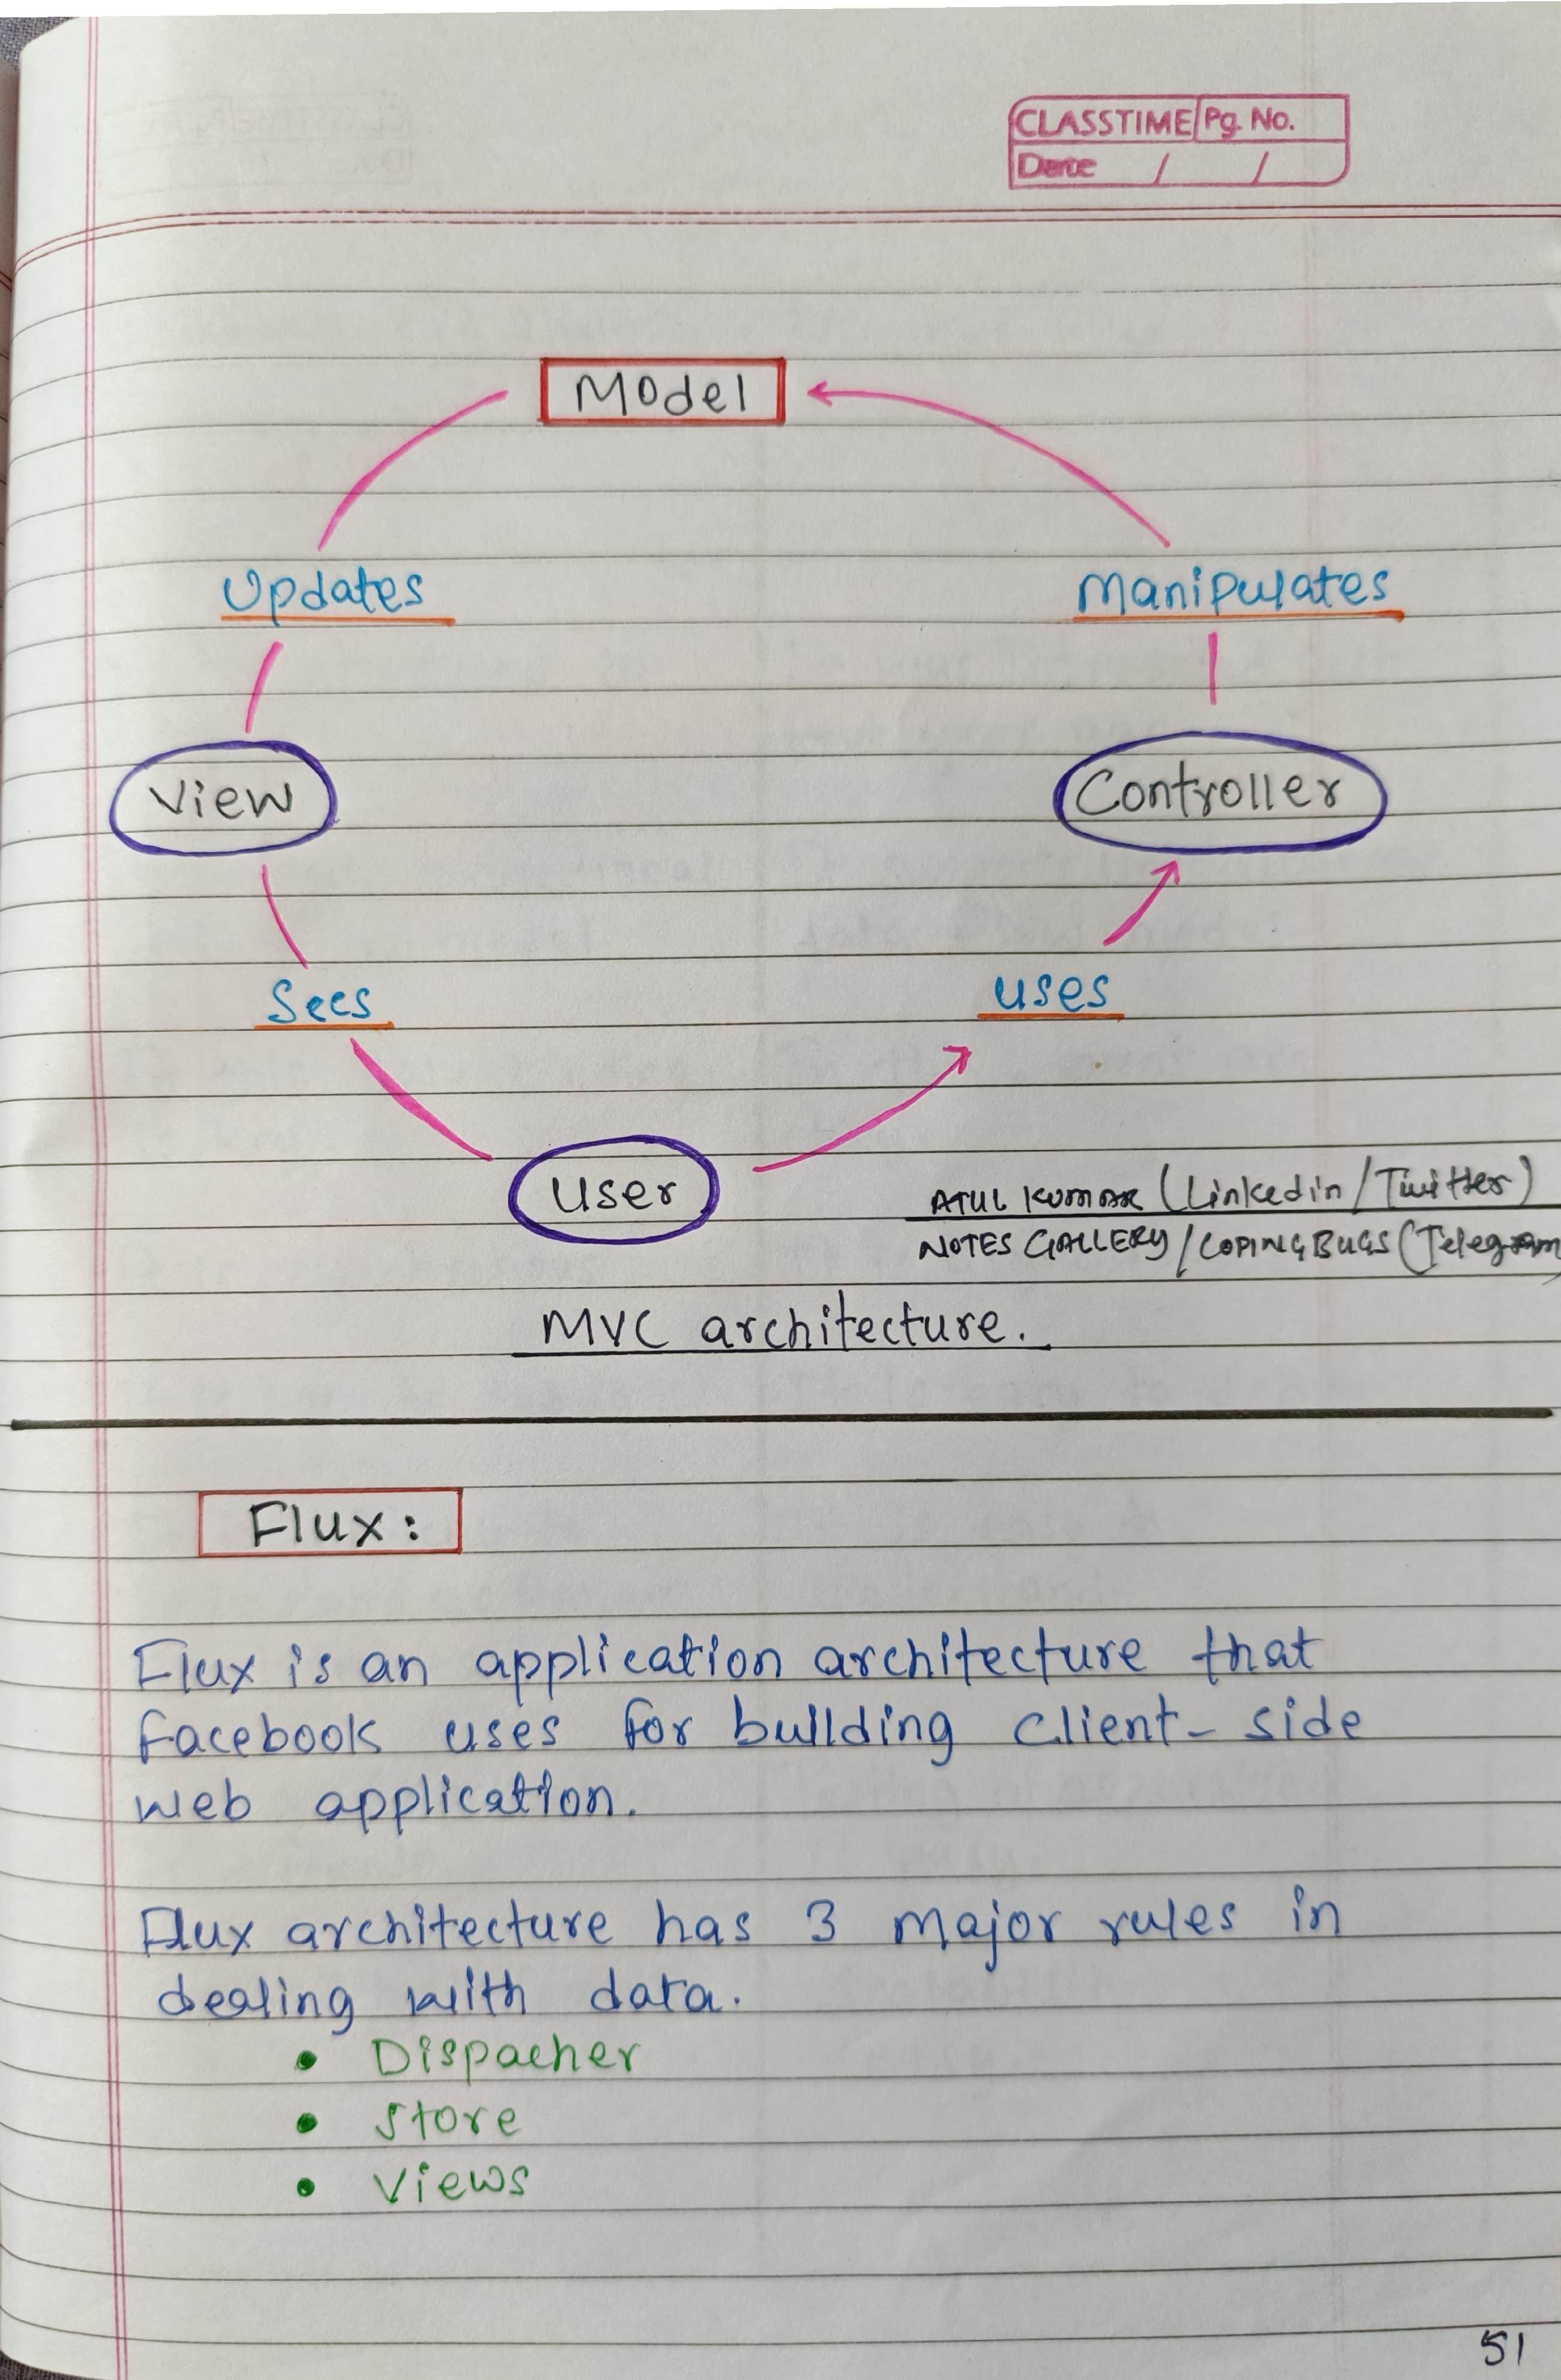 CLASSTIME Pg. No.
Date / /
Model
Updates
Manipulates
View
Controller
Sees
uses
User
ATUL KUMAR (Linkedin/Twitter)
NOTES GALLERY/COPINGBUGS (Telegram)
MVC architecture.
Flux:
Flux is an application architecture that
facebook uses for building client-side
web application.
Flux architecture has 3 major rules in
dealing with data.
• Dispacher
• Store
• Views
51